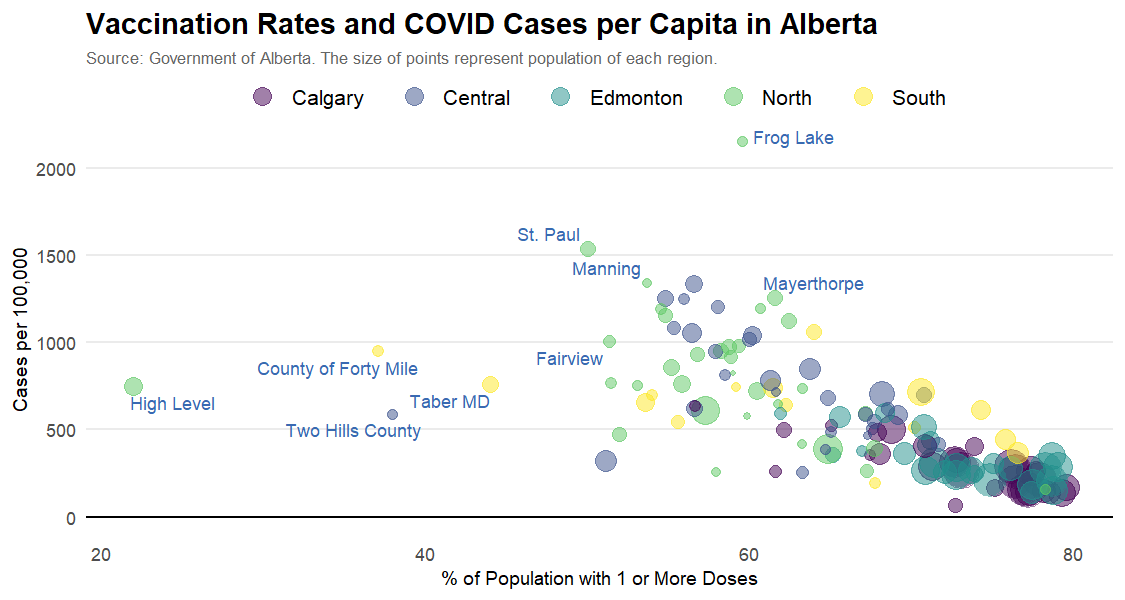 Vaccination Rates and COVID Cases per Capita in Alberta
Source: Government of Alberta. The size of points represent population of each region.
Calgary Central Edmonton North South
Frog Lake
2000
St. Paul
1500
Manning
Mayerthorpe
Cases per 100,000
1000
Fairview
County of Forty Mile
High Level
Taber MD
500
Two Hills County
0
20 40 60 80
% of Population with 1 or More Doses